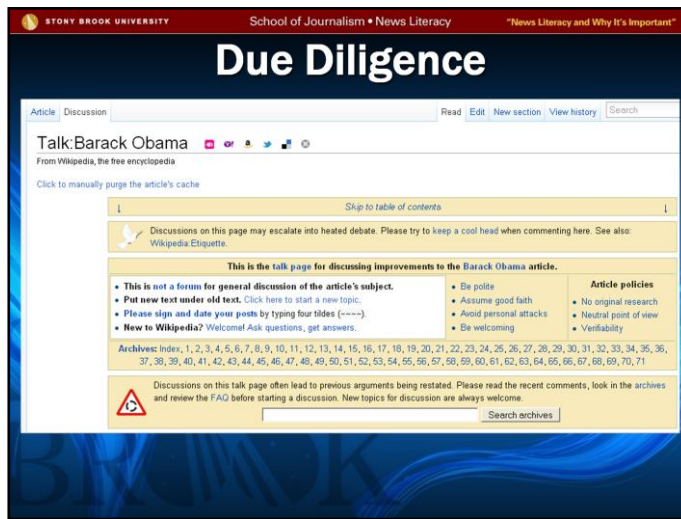 STONY BROOK UNIVERSITY School of Journalism • News Literacy "News Literacy and Why It's Important"
Due Diligence
Article Discussion Read Edit New section View history Search
Talk:Barack Obama
From Wikipedia, the free encyclopedia
Click to manually purge the article's cache
↓ Skip to table of contents ↓
Discussions on this page may escalate into heated debate. Please try to keep a cool head when commenting here. See also:
Wikipedia:Etiquette.
This is the talk page for discussing improvements to the Barack Obama article.
• This is not a forum for general discussion of the article's subject.
• Put new text under old text. Click here to start a new topic.
• Please sign and date your posts by typing four tildes (~~~~).
• New to Wikipedia? Welcome! Ask questions, get answers.
• Be polite
• Assume good faith
• Avoid personal attacks
• Be welcoming
Article policies
• No original research
• Neutral point of view
• Verifiability
Archives: Index, 1, 2, 3, 4, 5, 6, 7, 8, 9, 10, 11, 12, 13, 14, 15, 16, 17, 18, 19, 20, 21, 22, 23, 24, 25, 26, 27, 28, 29, 30, 31, 32, 33, 34, 35, 36,
37, 38, 39, 40, 41, 42, 43, 44, 45, 46, 47, 48, 49, 50, 51, 52, 53, 54, 55, 56, 57, 58, 59, 60, 61, 62, 63, 64, 65, 66, 67, 68, 69, 70, 71
Discussions on this talk page often lead to previous arguments being restated. Please read the recent comments, look in the archives
and review the FAQ before starting a discussion. New topics for discussion are always welcome.
Search archives
BROOK